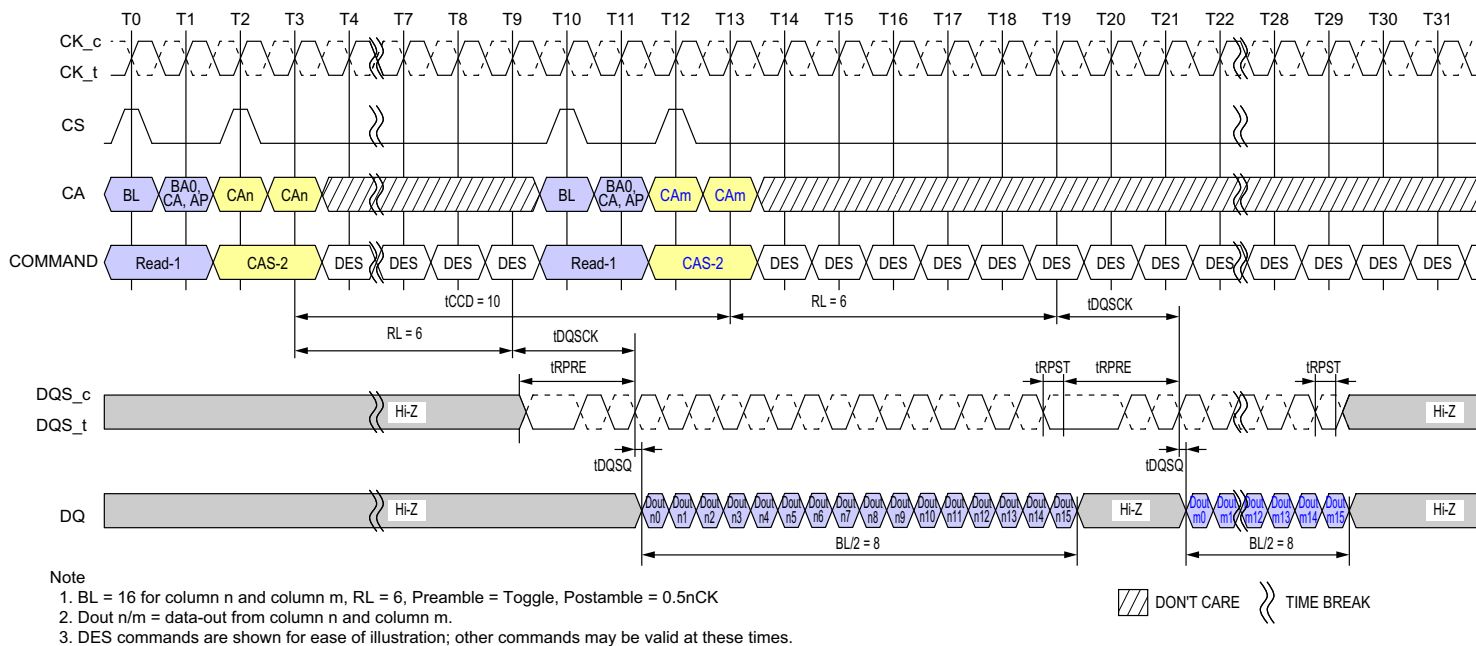 T0 T1 T2 T3 T4 T7 T8 T9 T10 T11 T12 T13 T14 T15 T16 T17 T18 T19 T20 T21 T22 T28 T29 T30 T31
CK_c
CK_t
CS
CA
BL BA0, CA, AP CAn CAn BL BA0, CA, AP CAm CAm
COMMAND Read-1 CAS-2 DES DES DES DES Read-1 CAS-2 DES DES DES DES DES DES DES DES DES DES DES DES DES
tCCD = 10 RL = 6 tDQSCK
RL = 6 tDQSCK
tRPRE tRPST tRPRE tRPST
DQS_c
DQS_t
Hi-Z Hi-Z
tDQSQ tDQSQ
DQ Hi-Z Dout n0 Dout n1 Dout n2 Dout n3 Dout n4 Dout n5 Dout n6 Dout n7 Dout n8 Dout n9 Dout n10 Dout n11 Dout n12 Dout n13 Dout n14 Dout n15 Hi-Z Dout m0 Dout m1 Dout m12 Dout m13 Dout m14 Dout m15 Hi-Z
BL/2 = 8 BL/2 = 8
Note
1. BL = 16 for column n and column m, RL = 6, Preamble = Toggle, Postamble = 0.5nCK
2. Dout n/m = data-out from column n and column m.
3. DES commands are shown for ease of illustration; other commands may be valid at these times.
DON'T CARE TIME BREAK